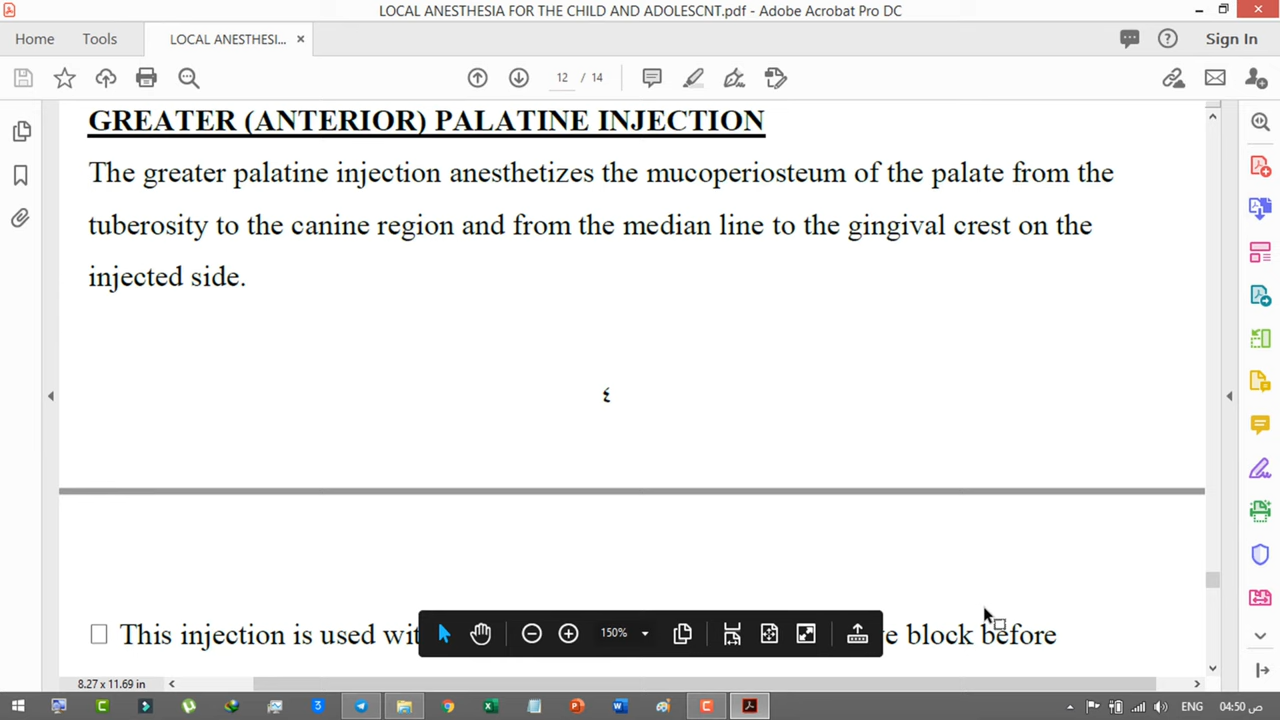 LOCAL ANESTHESIA FOR THE CHILD AND ADOLESCNT.pdf - Adobe Acrobat Pro DC
Home Tools LOCAL ANESTHESI... × Sign In
12 / 14
GREATER (ANTERIOR) PALATINE INJECTION
The greater palatine injection anesthetizes the mucoperiosteum of the palate from the
tuberosity to the canine region and from the median line to the gingival crest on the
injected side.
٤
This injection is used block before
150%
8.27 x 11.69 in
ENG 04:50 ص